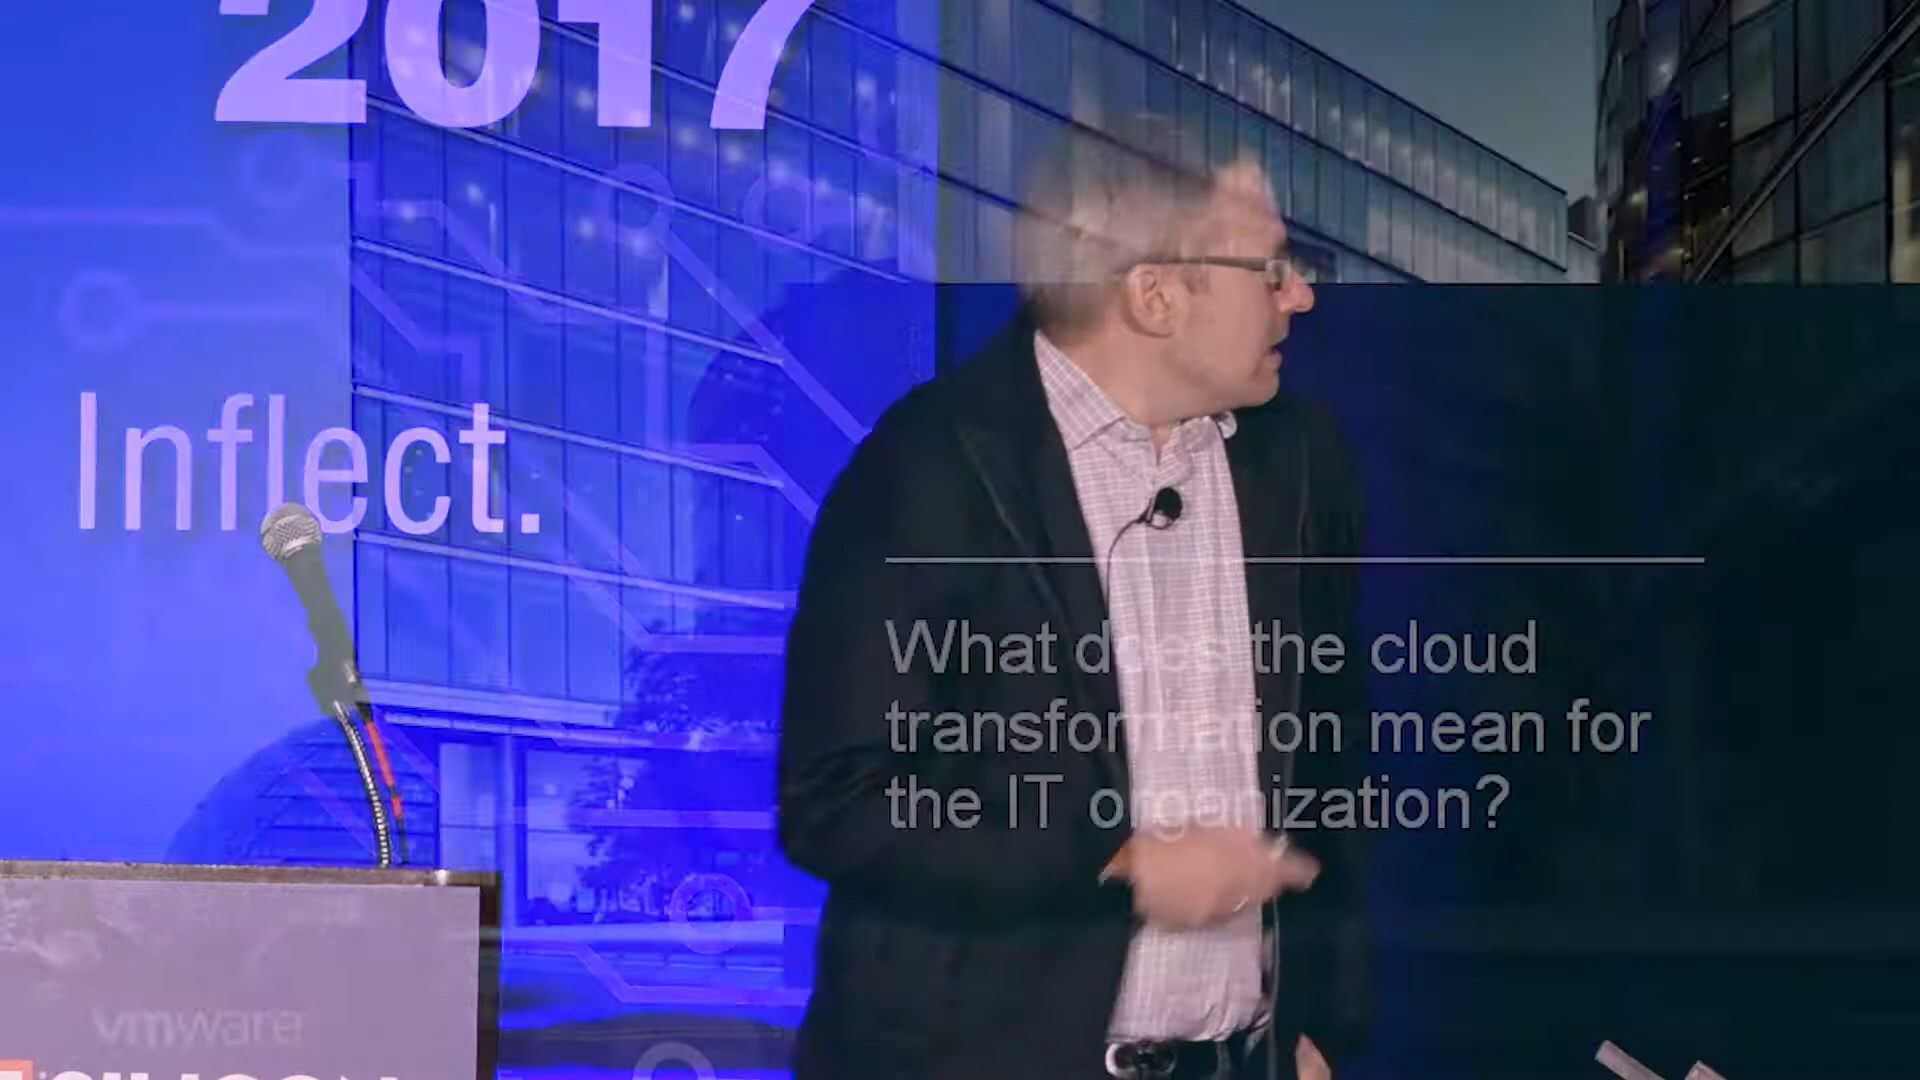 2017
Inflect.
What does the cloud
transformation mean for
the IT organization?
vmware